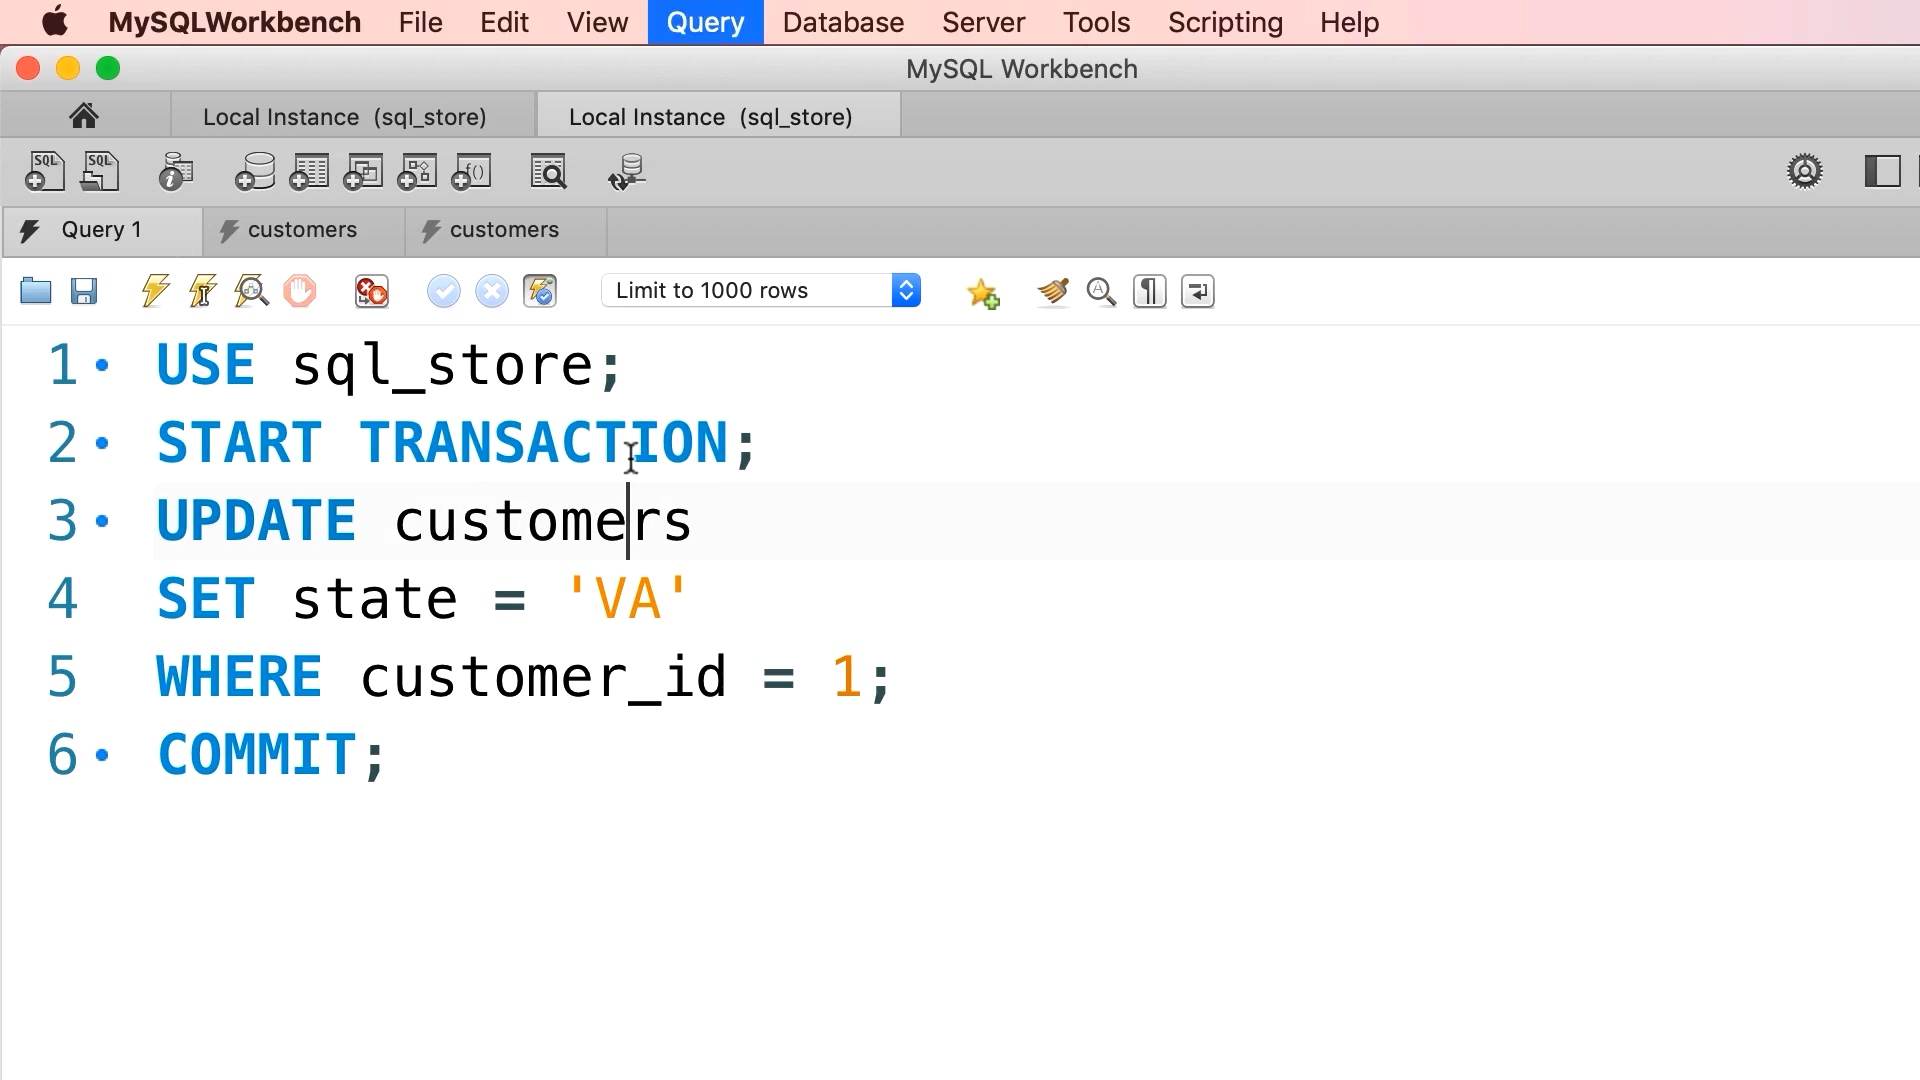 MySQLWorkbench File Edit View Query Database Server Tools Scripting Help
MySQL Workbench
Local Instance (sql_store) Local Instance (sql_store)
SQL SQL i f()
Query 1 customers customers
Limit to 1000 rows
1 USE sql_store;
2 START TRANSACTION;
3 UPDATE customers
4 SET state = 'VA'
5 WHERE customer_id = 1;
6 COMMIT;